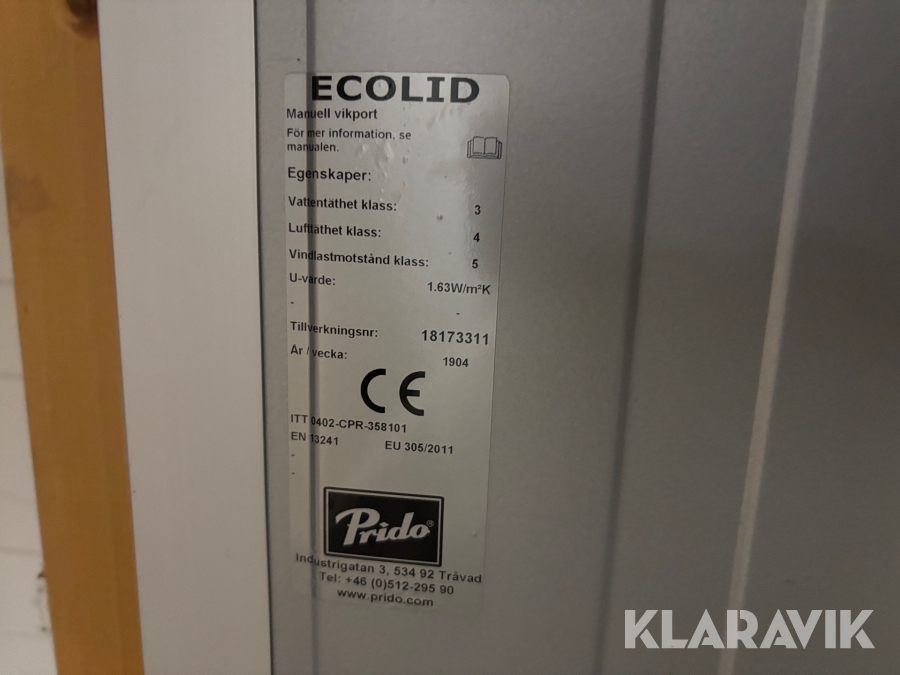 ECOLID
Manuell vikport
För mer information, se
manualen.
Egenskaper:
Vattentäthet klass: 3
Lufttäthet klass: 4
Vindlastmotstånd klass: 5
U-värde: 1.63W/m²K
- -
Tillverkningsnr: 18173311
År / vecka: 1904
CE
ITT 0402-CPR-358101
EN 13241 EU 305/2011
-
-
Prido®
Industrigatan 3, 534 92 Tråvad
Tel: +46 (0)512-295 90
www.prido.com
KLARAVIK